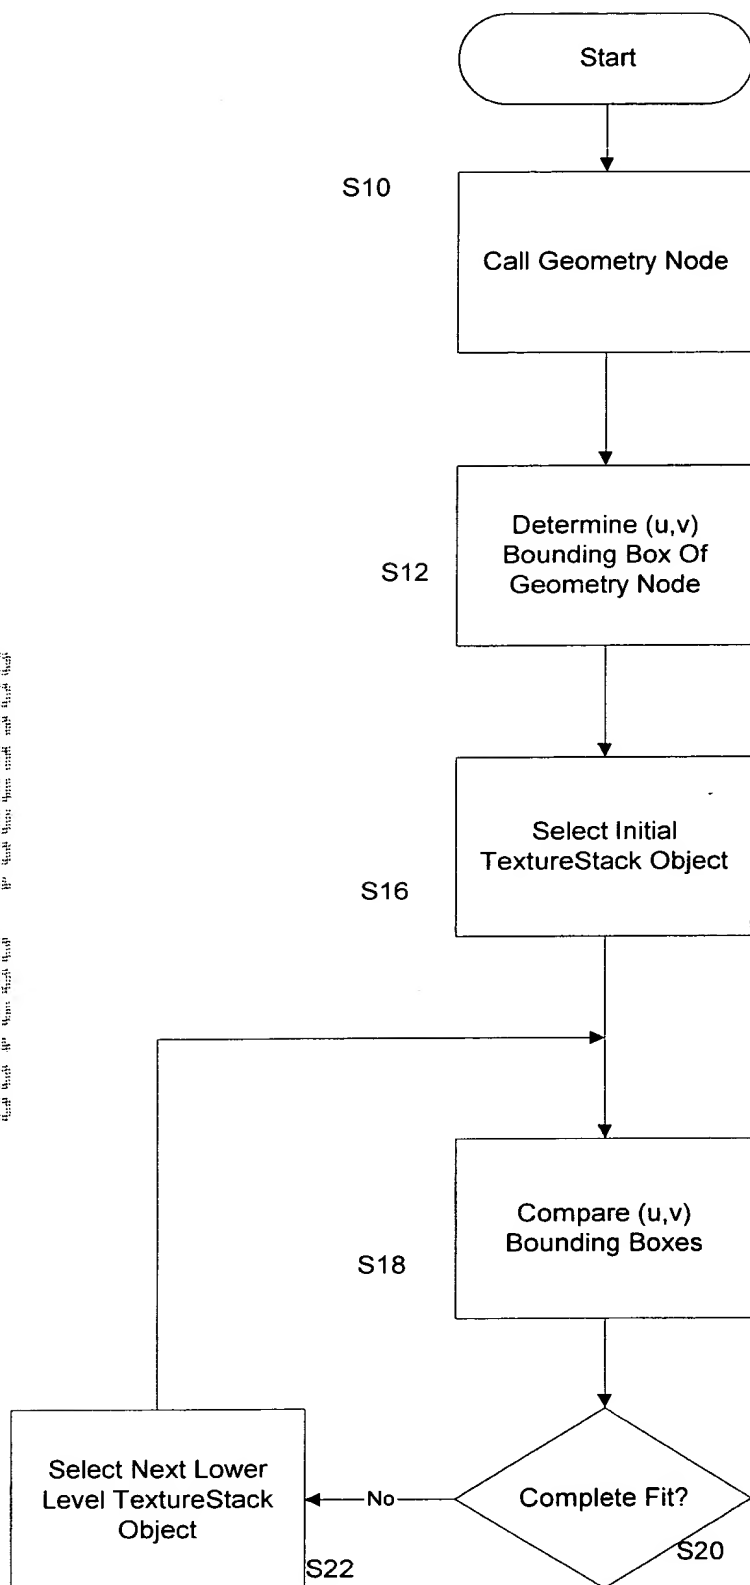 Start
S10
Call Geometry Node
Determine (u,v)
Bounding Box Of
Geometry Node
S12
Select Initial
TextureStack Object
S16
Compare (u,v)
Bounding Boxes
S18
Select Next Lower
Level TextureStack
Object
No
Complete Fit?
S20
S22